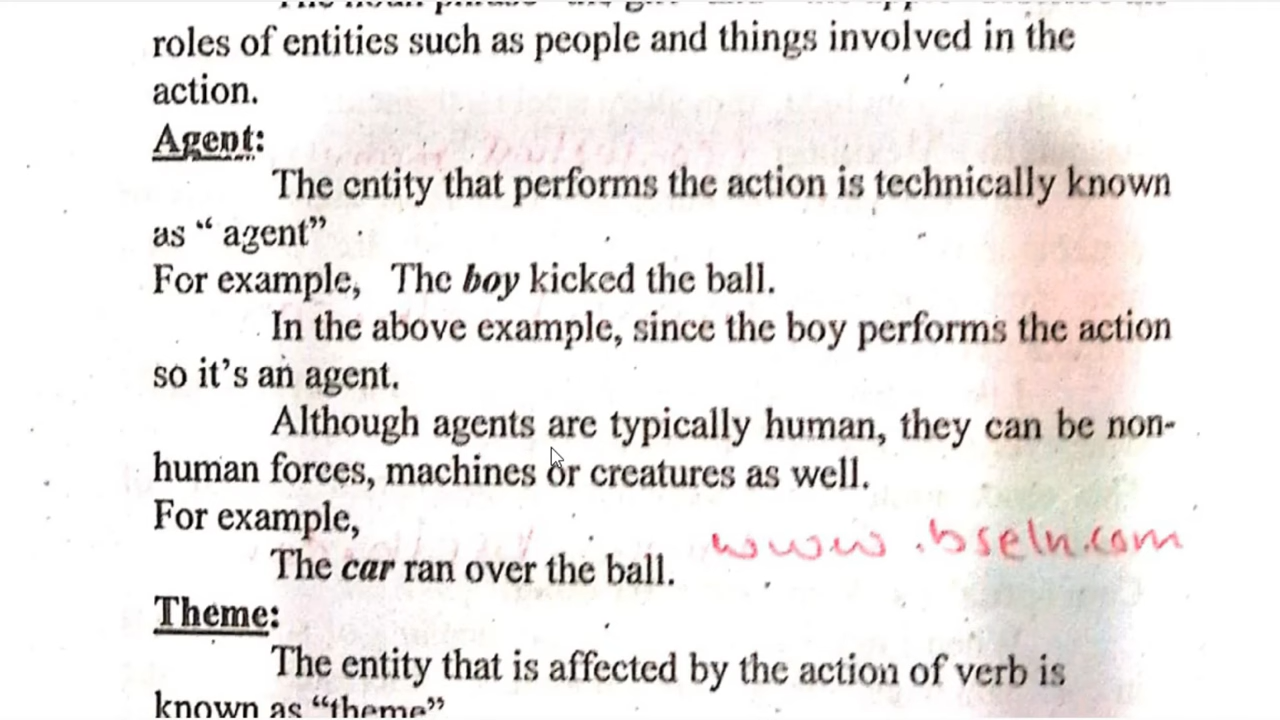 roles of entities such as people and things involved in the
action.
Agent:
The entity that performs the action is technically known
as “ agent”
For example, The boy kicked the ball.
In the above example, since the boy performs the action
so it’s an agent.
Although agents are typically human, they can be non-
human forces, machines or creatures as well.
For example,
www.bseln.com
The car ran over the ball.
Theme:
The entity that is affected by the action of verb is
known as “theme”